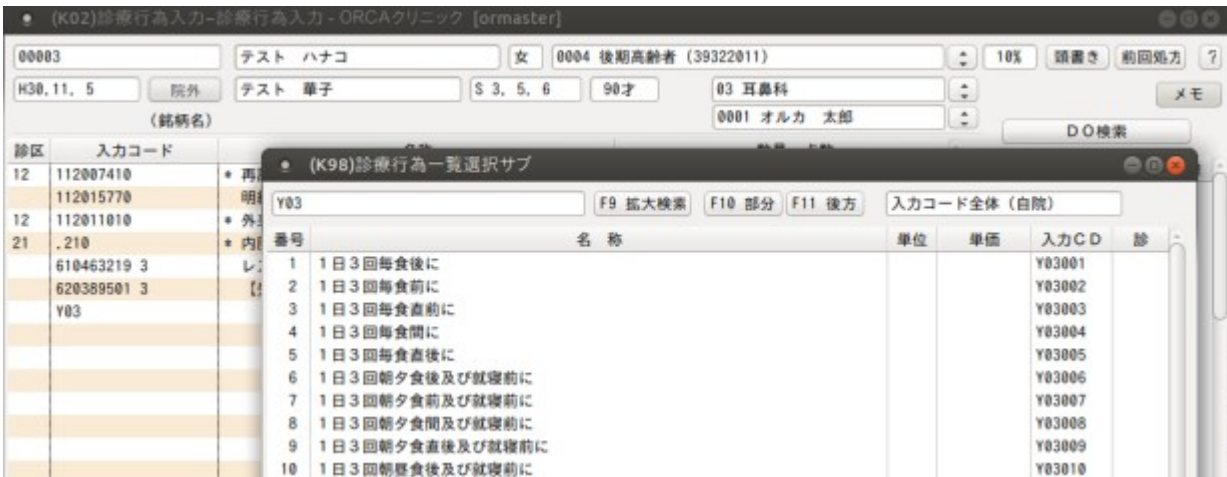 (K02)診療行為入力−診療行為入力 - ORCAクリニック [ormaster]
00003 テスト ハナコ 女 0004 後期高齢者 (39322011) 10% 頭書き 前回処方 ?
H30.11. 5 院外 テスト 華子 S 3. 5. 6 90才 03 耳鼻科 メモ
(銘柄名) 0001 オルカ 太郎 DO検索
診区 入力コード
12 112007410 * 再
112015770 明
12 112011010 * 外
21 .210 * 内
610463219 3 レ
620389501 3
Y03
(K98)診療行為一覧選択サブ
Y03 F9 拡大検索 F10 部分 F11 後方 入力コード全体(自院)
番号 名 称 単位 単価 入力CD 診
1 1日3回毎食後に Y03001
2 1日3回毎食前に Y03002
3 1日3回毎食直前に Y03003
4 1日3回毎食間に Y03004
5 1日3回毎食直後に Y03005
6 1日3回朝夕食後及び就寝前に Y03006
7 1日3回朝夕食前及び就寝前に Y03007
8 1日3回朝夕食間及び就寝前に Y03008
9 1日3回朝夕食直後及び就寝前に Y03009
10 1日3回朝昼食後及び就寝前に Y03010